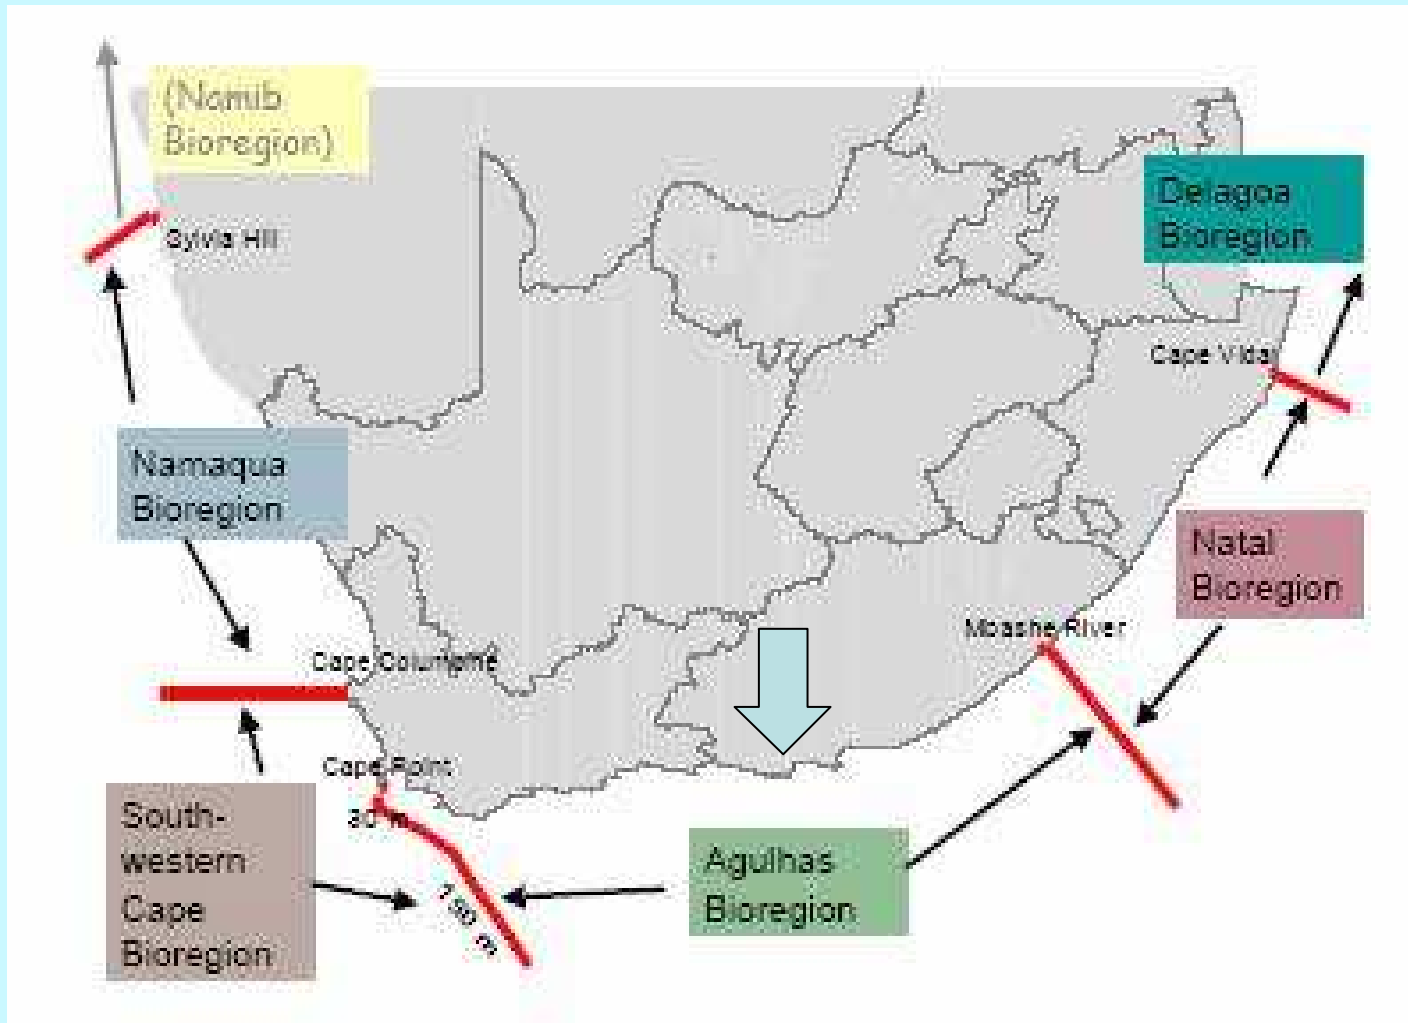 (Namib
Bioregion)
Sylvia Hill
Delagoa
Bioregion
Cape Vidal
Namaqua
Bioregion
Natal
Bioregion
Mbashe River
Cape Columbine
Cape Point
South-
western
Cape
Bioregion
Agulhas
Bioregion